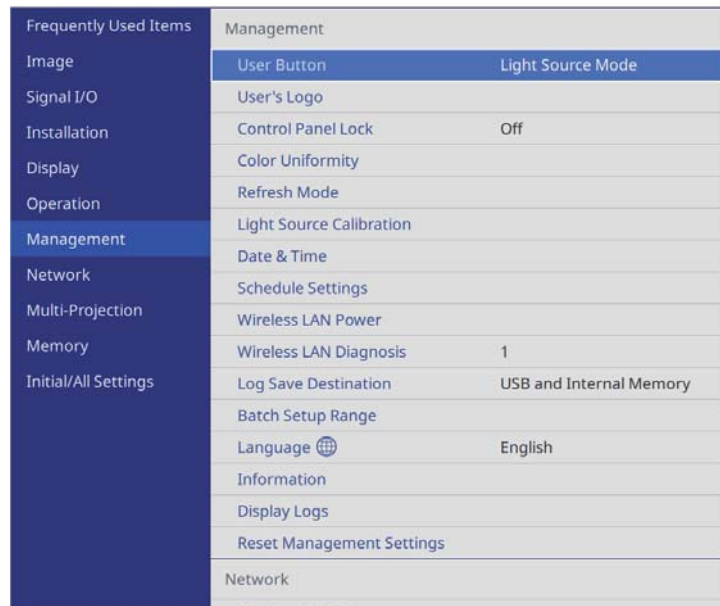 Frequently Used Items
Image
Signal I/O
Installation
Display
Operation
Management
Network
Multi-Projection
Memory
Initial/All Settings
Management
User Button Light Source Mode
User's Logo
Control Panel Lock Off
Color Uniformity
Refresh Mode
Light Source Calibration
Date & Time
Schedule Settings
Wireless LAN Power
Wireless LAN Diagnosis 1
Log Save Destination USB and Internal Memory
Batch Setup Range
Language English
Information
Display Logs
Reset Management Settings
Network